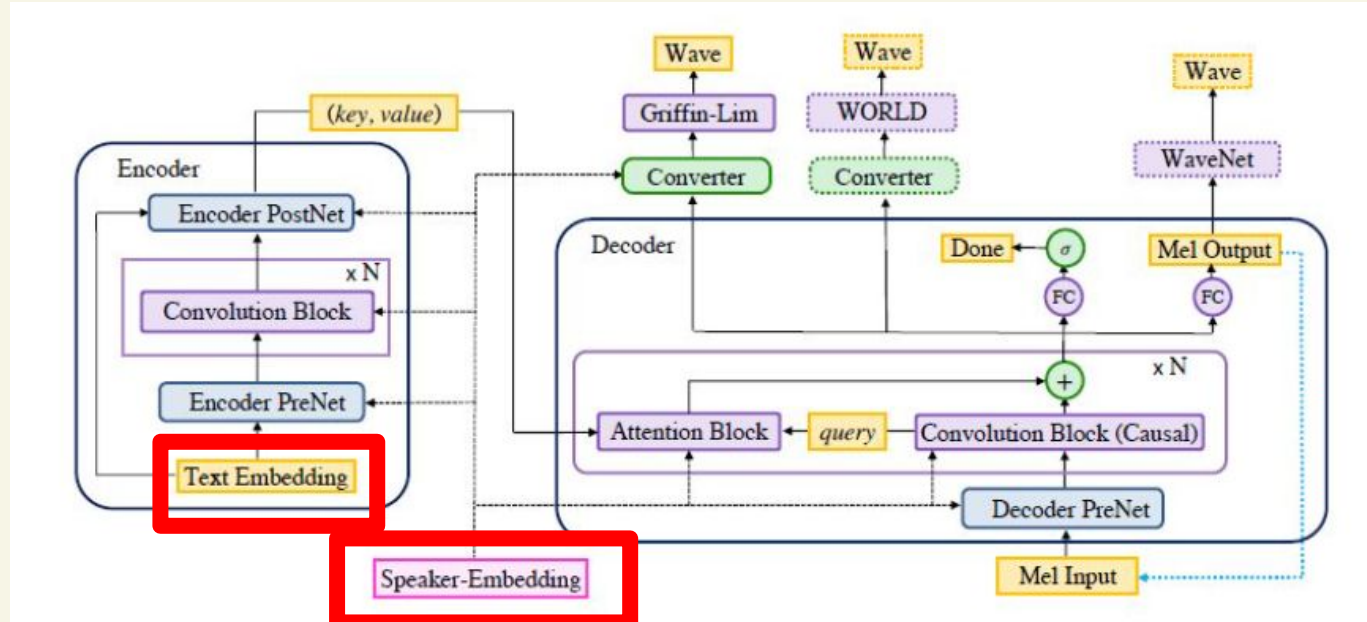 Wave
Wave
Wave
(key, value)
Griffin-Lim
WORLD
WaveNet
Encoder
Converter
Converter
Encoder PostNet
Decoder
Done
σ
Mel Output
x N
Convolution Block
FC
FC
x N
Encoder PreNet
+
Attention Block
query
Convolution Block (Causal)
Text Embedding
Decoder PreNet
Speaker-Embedding
Mel Input